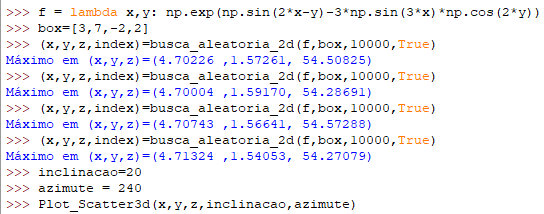 >>> f = lambda x,y: np.exp(np.sin(2*x-y)-3*np.sin(3*x)*np.cos(2*y))
>>> box=[3,7,-2,2]
>>> (x,y,z,index)=busca_aleatoria_2d(f,box,10000,True)
Máximo em (x,y,z)=(4.70226 ,1.57261, 54.50825)
>>> (x,y,z,index)=busca_aleatoria_2d(f,box,10000,True)
Máximo em (x,y,z)=(4.70004 ,1.59170, 54.28691)
>>> (x,y,z,index)=busca_aleatoria_2d(f,box,10000,True)
Máximo em (x,y,z)=(4.70743 ,1.56641, 54.57288)
>>> (x,y,z,index)=busca_aleatoria_2d(f,box,10000,True)
Máximo em (x,y,z)=(4.71324 ,1.54053, 54.27079)
>>> inclinacao=20
>>> azimute = 240
>>> Plot_Scatter3d(x,y,z,inclinacao,azimute)